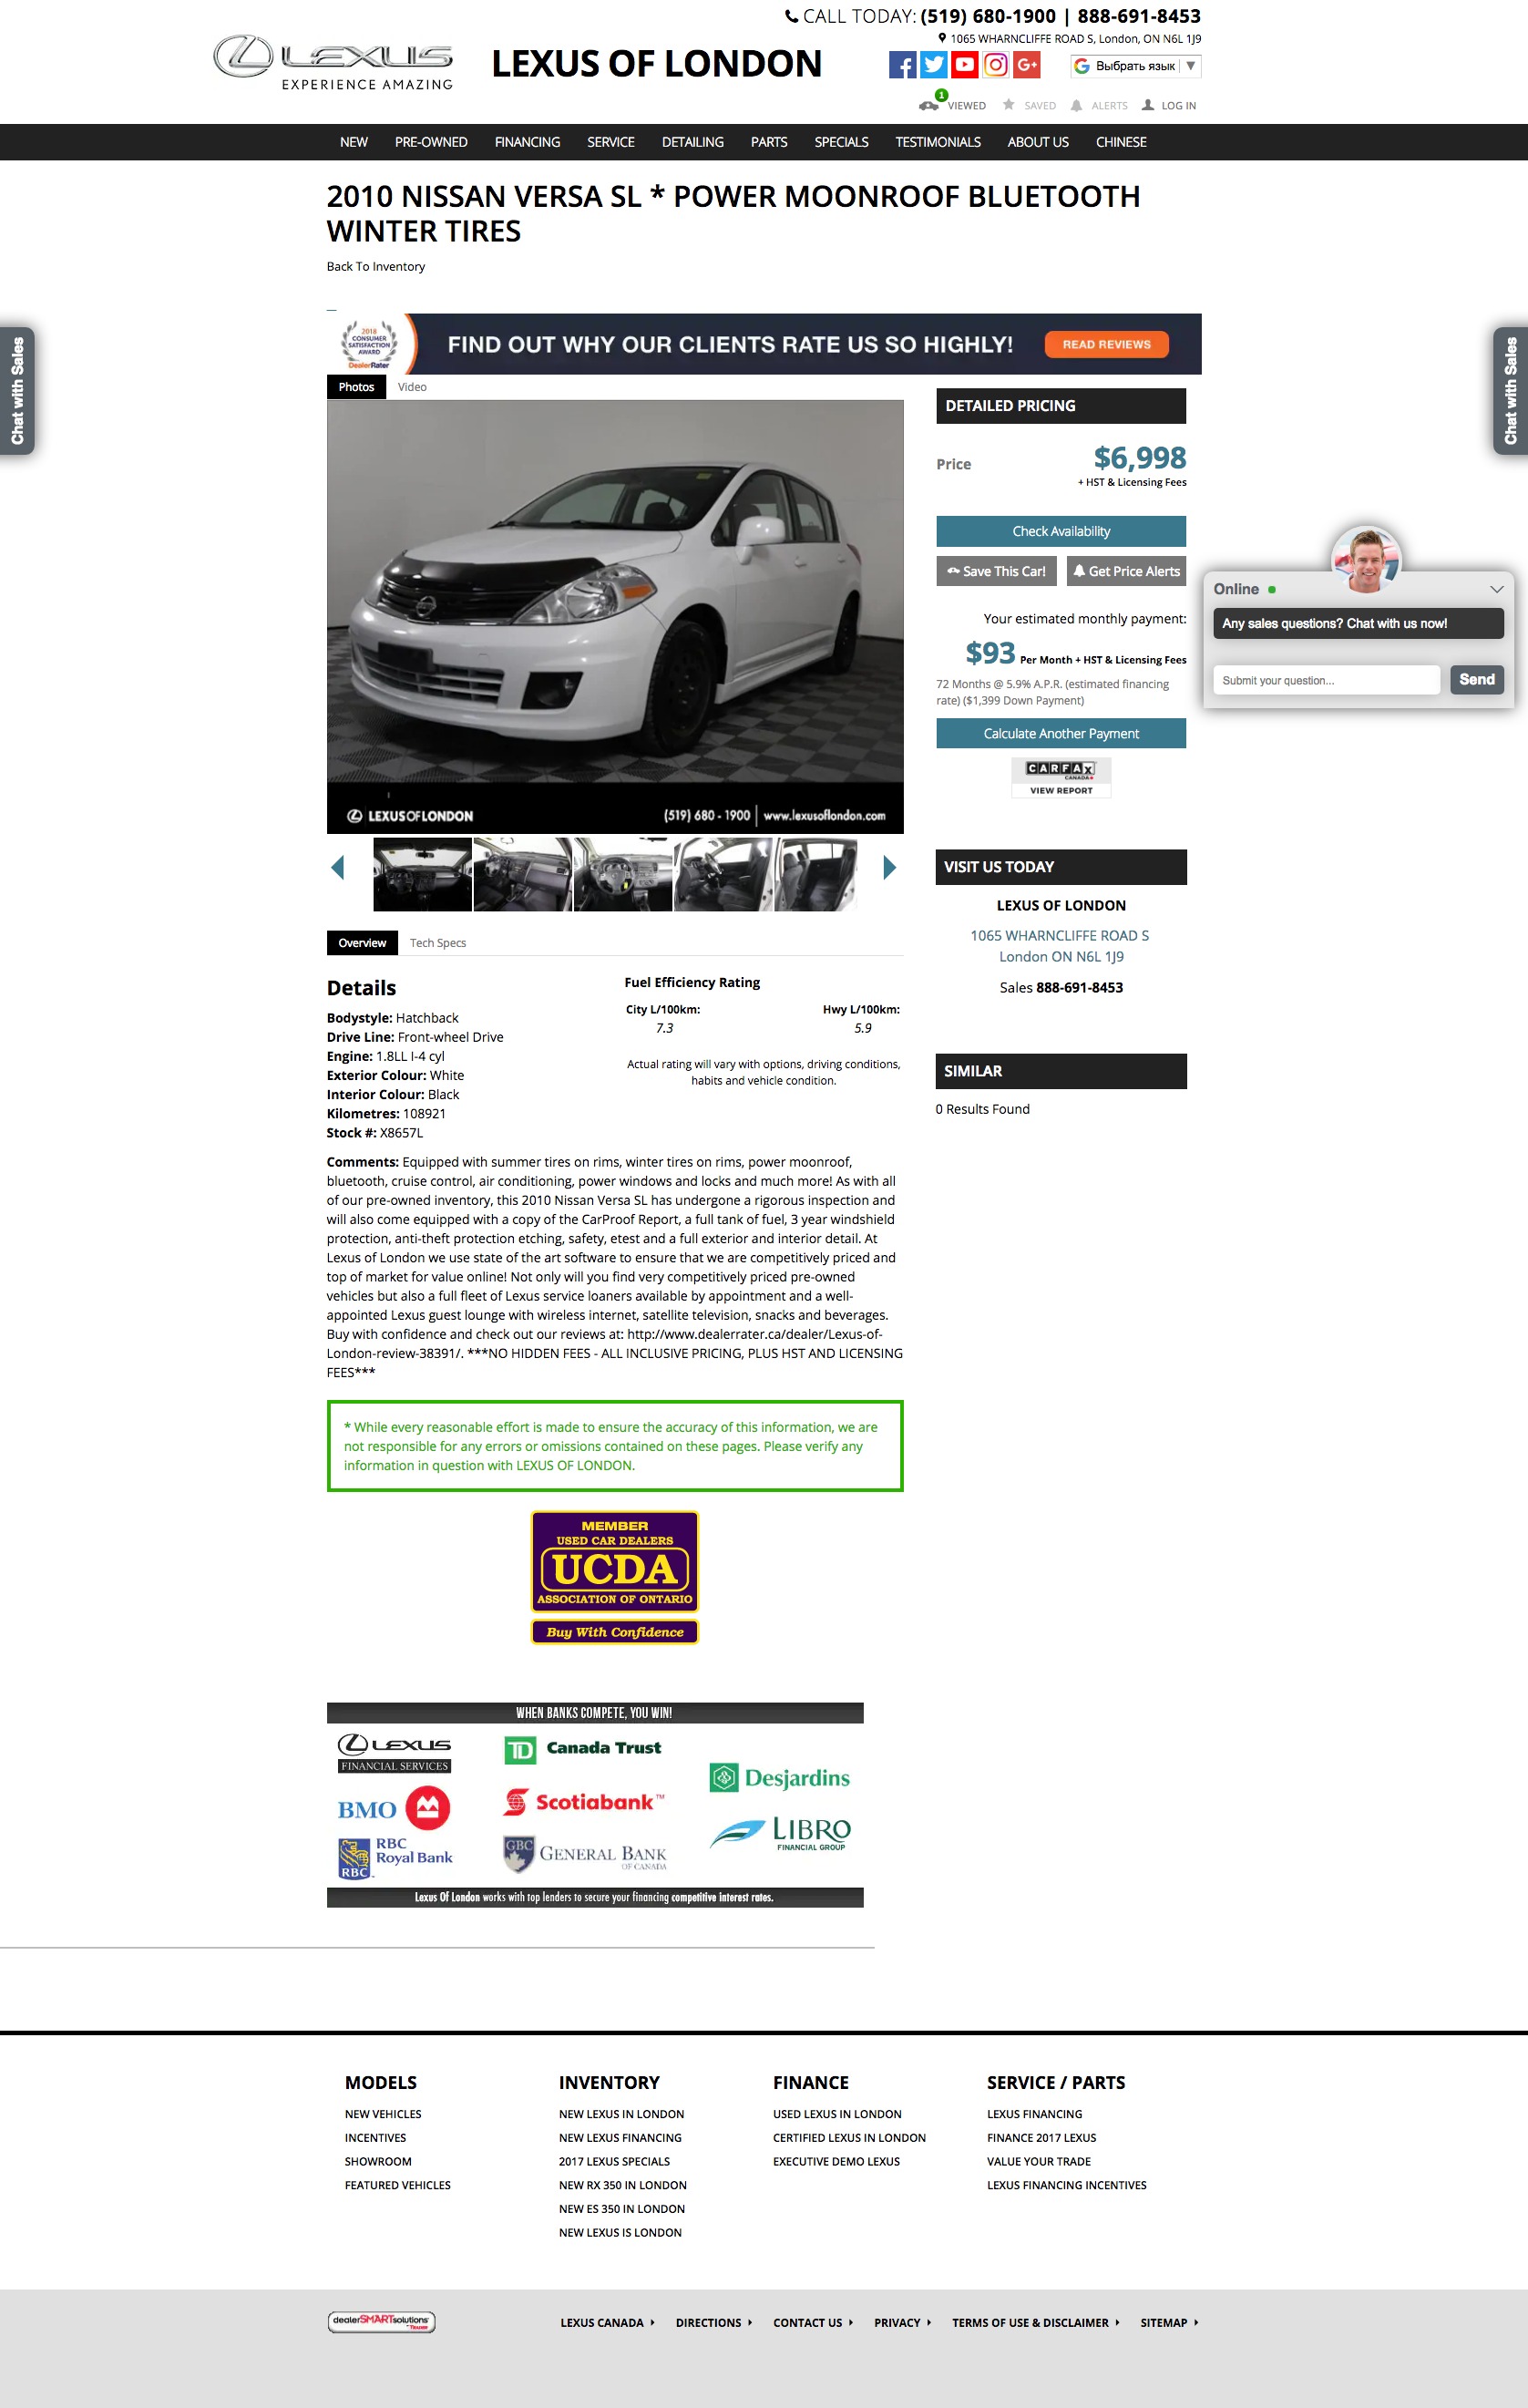 CALL TODAY: (519) 680-1900 | 888-691-8453
1065 WHARNCLIFFE ROAD S, London, ON N6L 1J9
LEXUS
EXPERIENCE AMAZING
LEXUS OF LONDON
Выбрать язык ▼
1
VIEWED
SAVED
ALERTS
LOG IN
NEW PRE-OWNED FINANCING SERVICE DETAILING PARTS SPECIALS TESTIMONIALS ABOUT US CHINESE
2010 NISSAN VERSA SL * POWER MOONROOF BLUETOOTH
WINTER TIRES
Back To Inventory
2018
CONSUMER
SATISFACTION
AWARD
DealerRater
FIND OUT WHY OUR CLIENTS RATE US SO HIGHLY!
READ REVIEWS
Chat with Sales
Chat with Sales
Photos Video
LEXUS OF LONDON
(519) 680 - 1900 | www.lexusoflondon.com
DETAILED PRICING
Price $6,998
+ HST & Licensing Fees
Check Availability
Save This Car! Get Price Alerts
Your estimated monthly payment:
$93 Per Month + HST & Licensing Fees
72 Months @ 5.9% A.P.R. (estimated financing
rate) ($1,399 Down Payment)
Calculate Another Payment
CARFAX
CANADA
VIEW REPORT
Online
Any sales questions? Chat with us now!
Submit your question...
Send
VISIT US TODAY
LEXUS OF LONDON
1065 WHARNCLIFFE ROAD S
London ON N6L 1J9
Sales 888-691-8453
SIMILAR
0 Results Found
Overview Tech Specs
Details
Bodystyle: Hatchback
Drive Line: Front-wheel Drive
Engine: 1.8LL I-4 cyl
Exterior Colour: White
Interior Colour: Black
Kilometres: 108921
Stock #: X8657L
Fuel Efficiency Rating
City L/100km: Hwy L/100km:
7.3 5.9
Actual rating will vary with options, driving conditions,
habits and vehicle condition.
Comments: Equipped with summer tires on rims, winter tires on rims, power moonroof,
bluetooth, cruise control, air conditioning, power windows and locks and much more! As with all
of our pre-owned inventory, this 2010 Nissan Versa SL has undergone a rigorous inspection and
will also come equipped with a copy of the CarProof Report, a full tank of fuel, 3 year windshield
protection, anti-theft protection etching, safety, etest and a full exterior and interior detail. At
Lexus of London we use state of the art software to ensure that we are competitively priced and
top of market for value online! Not only will you find very competitively priced pre-owned
vehicles but also a full fleet of Lexus service loaners available by appointment and a well-
appointed Lexus guest lounge with wireless internet, satellite television, snacks and beverages.
Buy with confidence and check out our reviews at: http://www.dealerrater.ca/dealer/Lexus-of-
London-review-38391/. ***NO HIDDEN FEES - ALL INCLUSIVE PRICING, PLUS HST AND LICENSING
FEES***
* While every reasonable effort is made to ensure the accuracy of this information, we are
not responsible for any errors or omissions contained on these pages. Please verify any
information in question with LEXUS OF LONDON.
MEMBER
USED CAR DEALERS
UCDA
ASSOCIATION OF ONTARIO
Buy With Confidence
WHEN BANKS COMPETE, YOU WIN!
LEXUS
FINANCIAL SERVICES
BMO
RBC
RBC
Royal Bank
TD Canada Trust
Scotiabank™
GBC GENERAL BANK
OF CANADA
Desjardins
LIBRO
FINANCIAL GROUP
Lexus Of London works with top lenders to secure your financing competitive interest rates.
MODELS
NEW VEHICLES
INCENTIVES
SHOWROOM
FEATURED VEHICLES
INVENTORY
NEW LEXUS IN LONDON
NEW LEXUS FINANCING
2017 LEXUS SPECIALS
NEW RX 350 IN LONDON
NEW ES 350 IN LONDON
NEW LEXUS IS LONDON
FINANCE
USED LEXUS IN LONDON
CERTIFIED LEXUS IN LONDON
EXECUTIVE DEMO LEXUS
SERVICE / PARTS
LEXUS FINANCING
FINANCE 2017 LEXUS
VALUE YOUR TRADE
LEXUS FINANCING INCENTIVES
dealerSMARTsolutions
LEXUS CANADA DIRECTIONS CONTACT US PRIVACY TERMS OF USE & DISCLAIMER SITEMAP